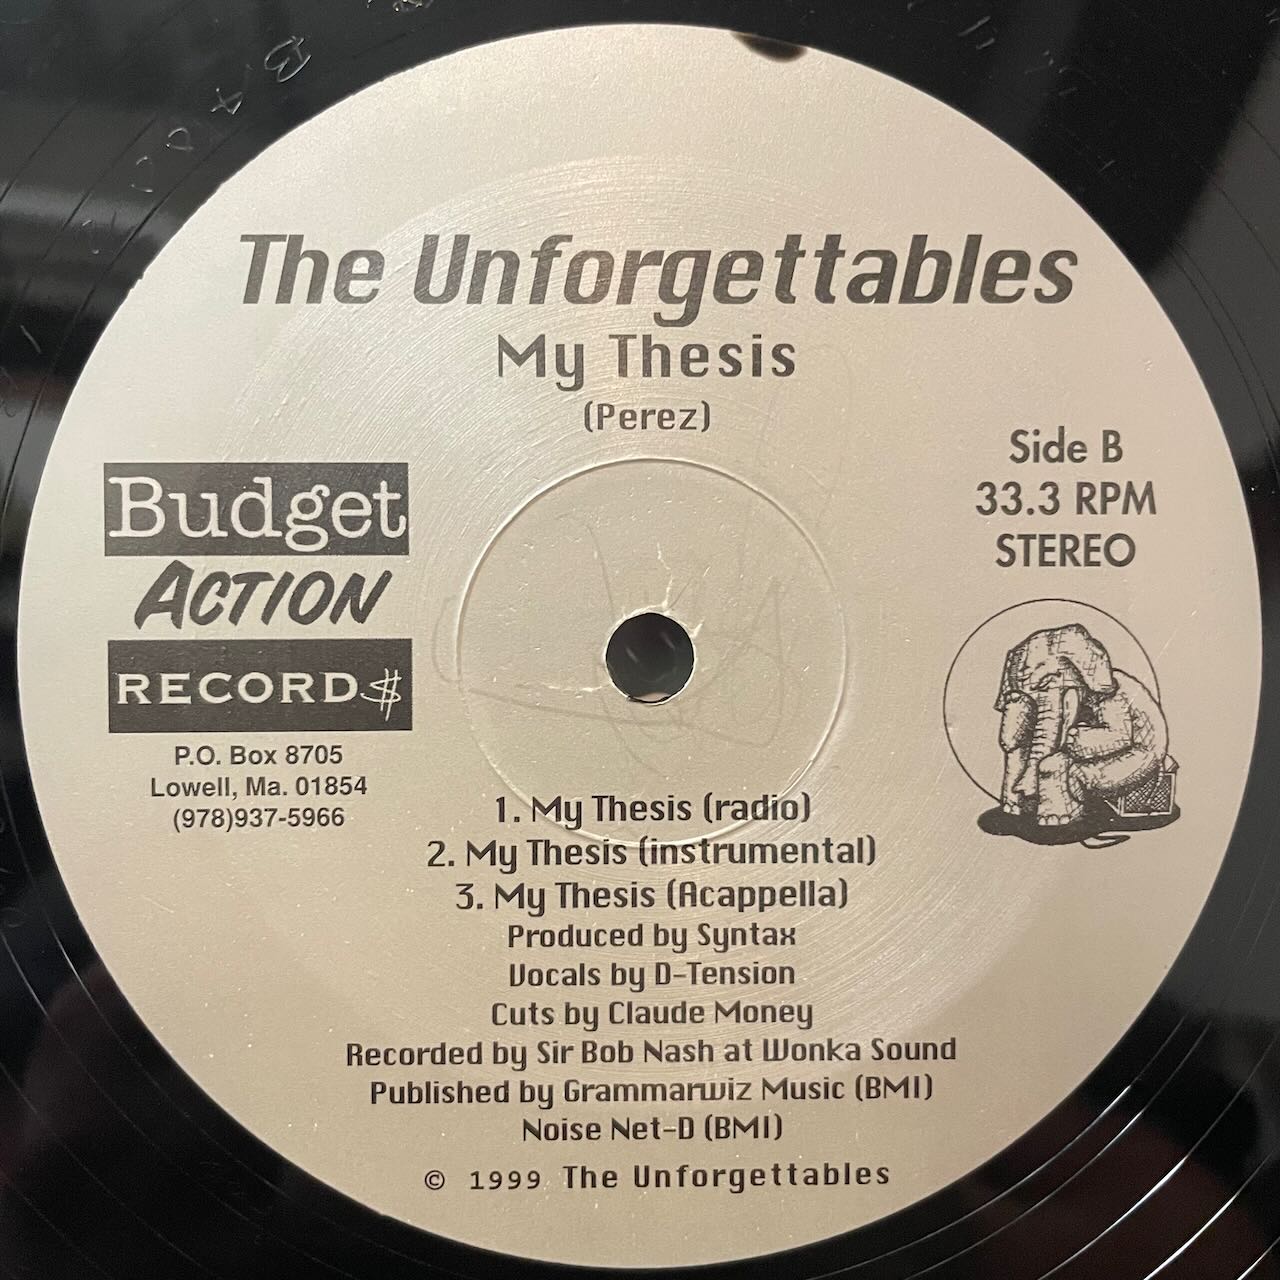 The Unforgettables
My Thesis
(Perez)
Side B
33.3 RPM
STEREO
Budget
ACTION
RECORD$
P.O. Box 8705
Lowell, Ma. 01854
(978)937-5966
1. My Thesis (radio)
2. My Thesis (instrumental)
3. My Thesis (Acappella)
Produced by Syntax
Vocals by D-Tension
Cuts by Claude Money
Recorded by Sir Bob Nash at Wonka Sound
Published by Grammarwiz Music (BMI)
Noise Net-D (BMI)
© 1999 The Unforgettables